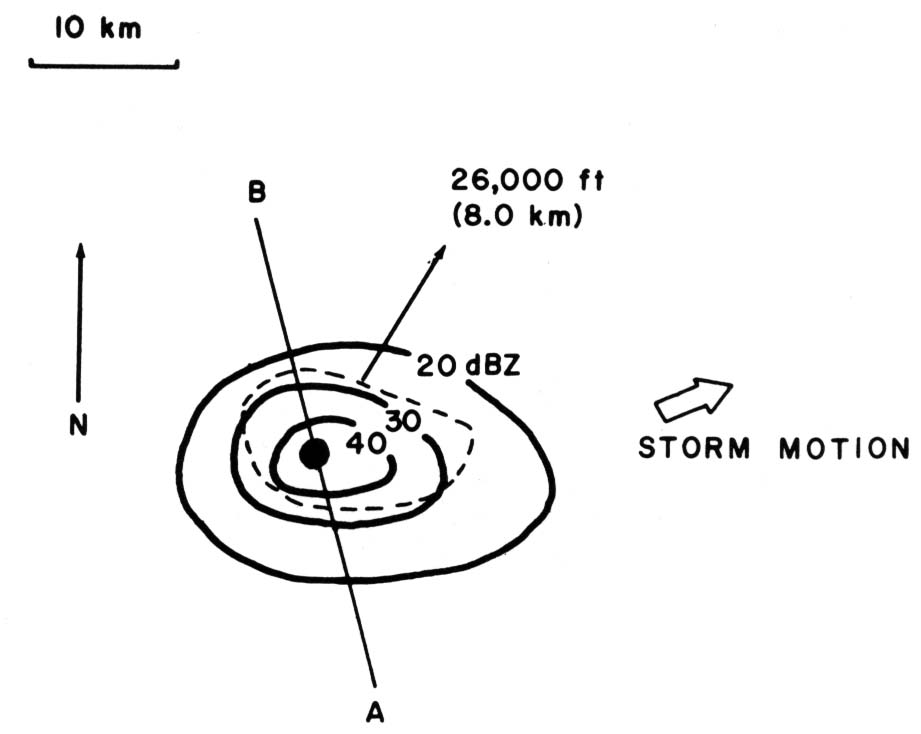 10 km
B
26,000 ft
(8.0 km)
N
20 dBZ
30
40
STORM MOTION
A